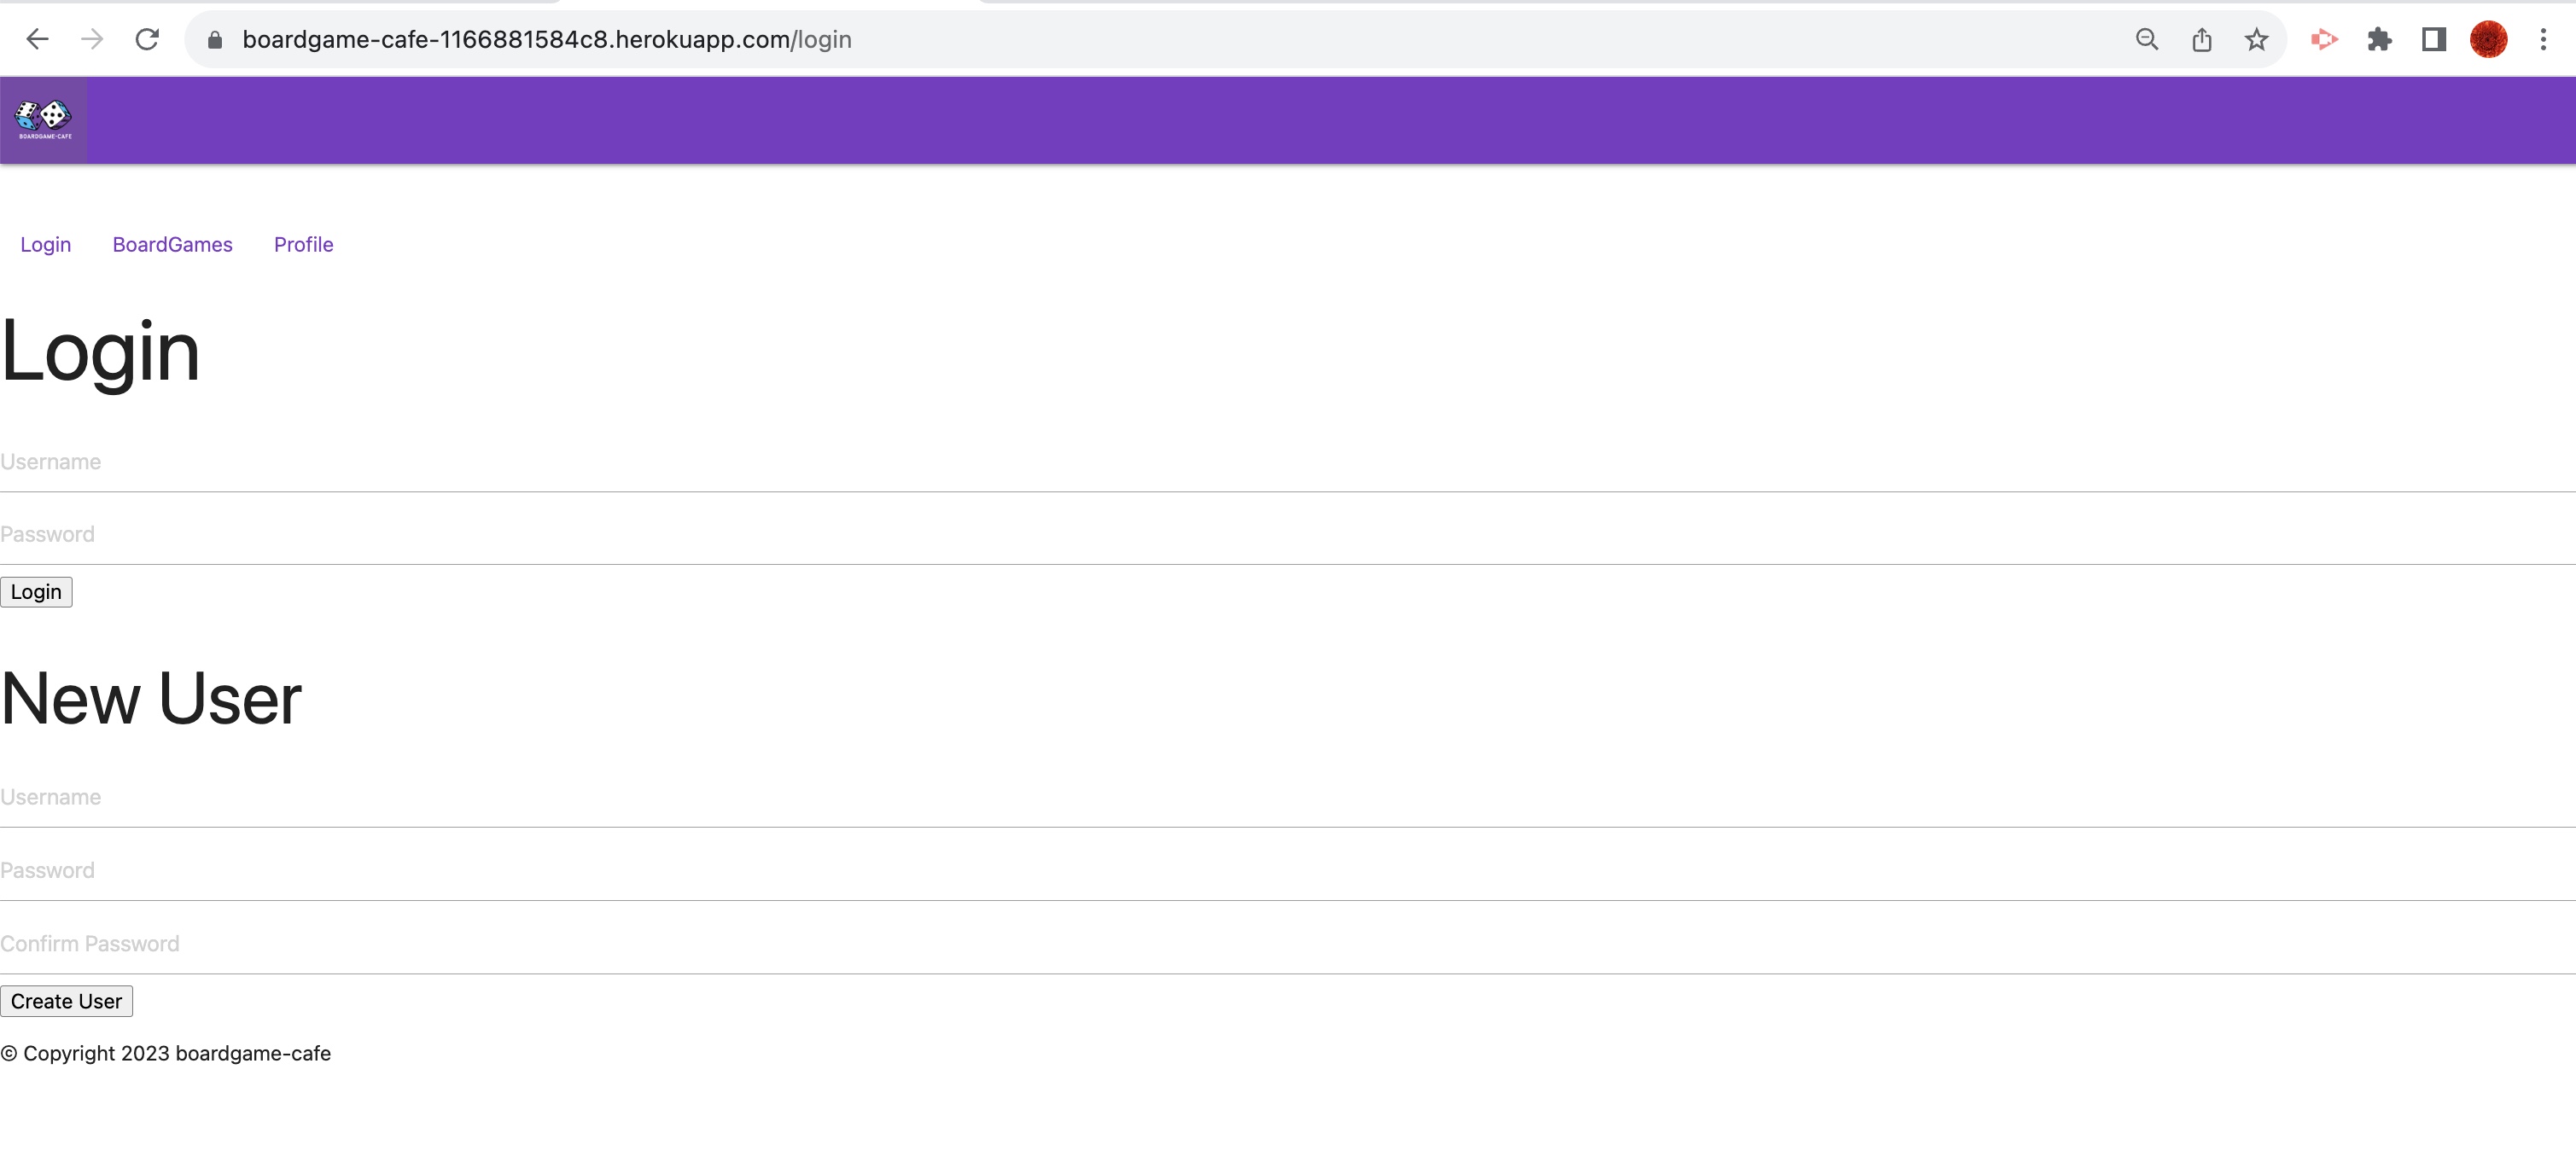 boardgame-cafe-1166881584c8.herokuapp.com/login
BOARDGAME-CAFE
Login BoardGames Profile
Login
Username
Password
Login
New User
Username
Password
Confirm Password
Create User
© Copyright 2023 boardgame-cafe